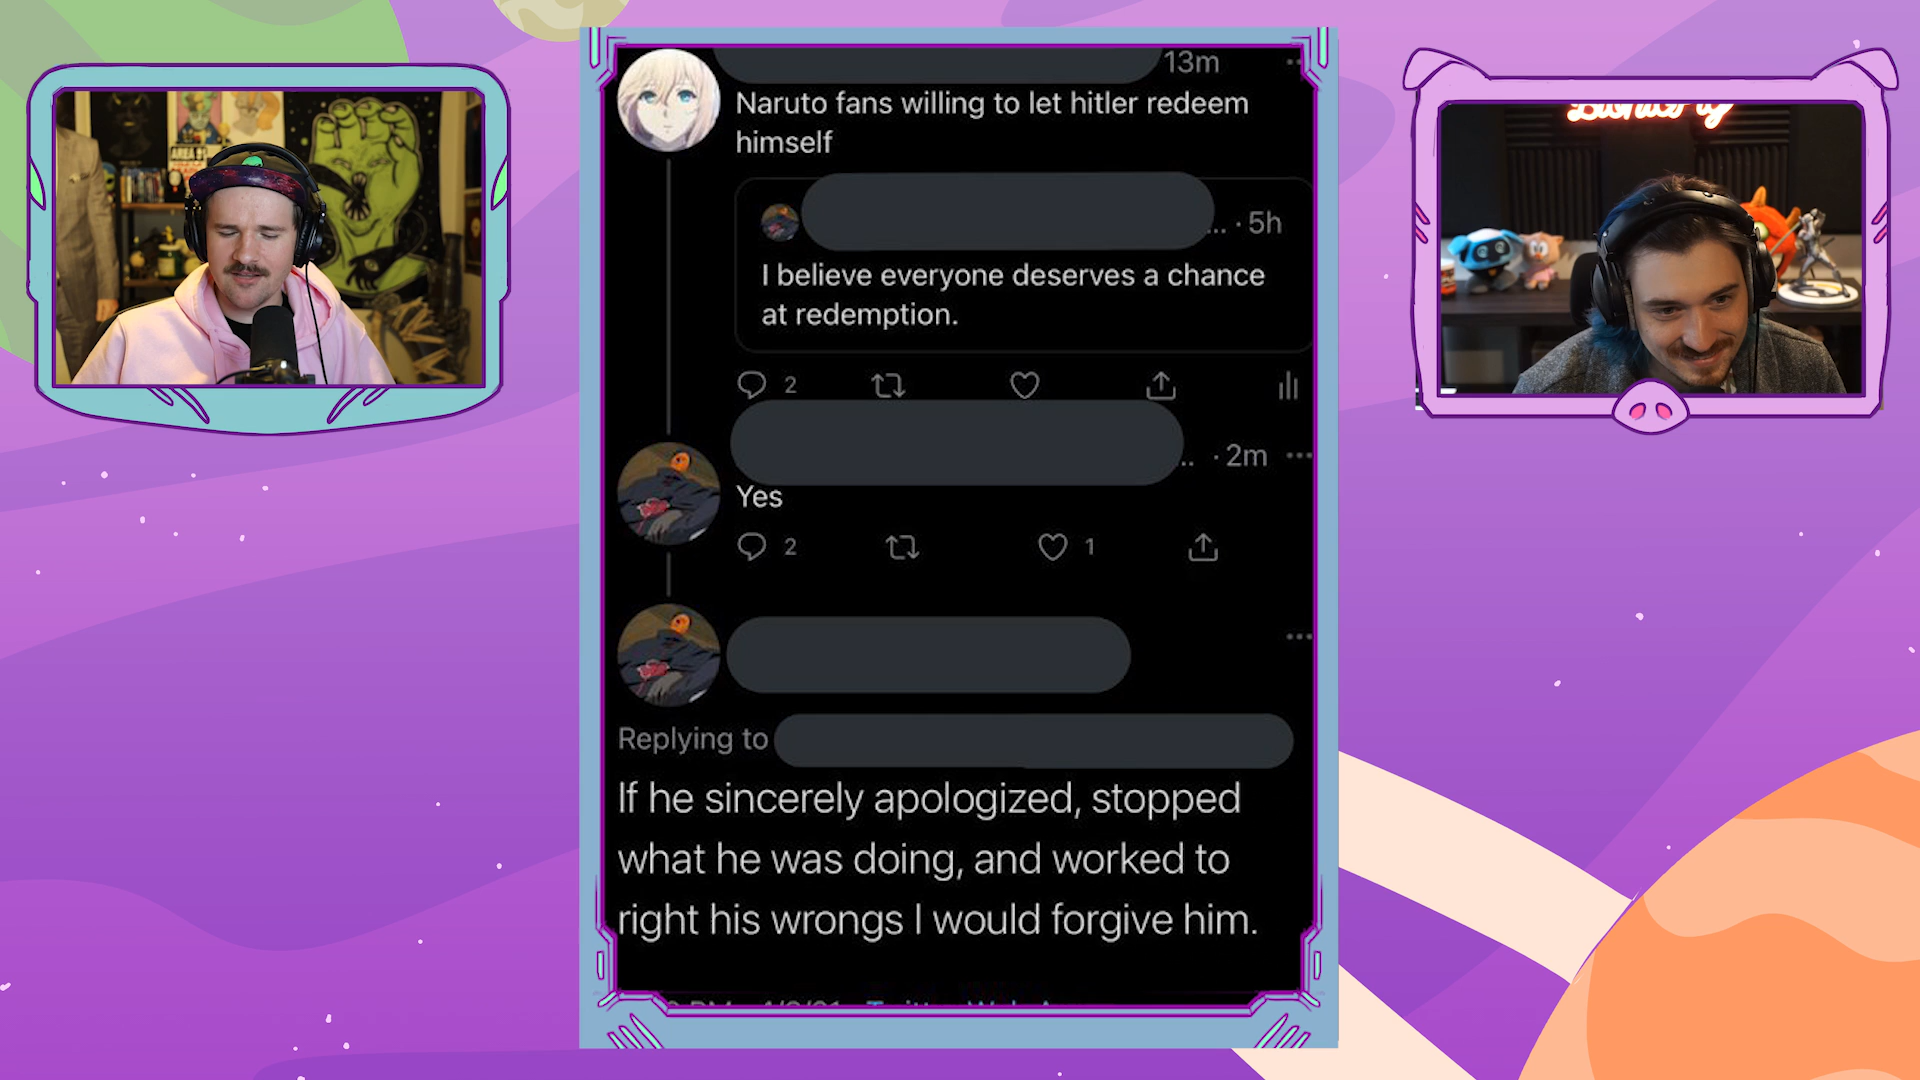 13m
Naruto fans willing to let hitler redeem
himself
... · 5h
I believe everyone deserves a chance
at redemption.
2
.. · 2m
Yes
2 1
Replying to
If he sincerely apologized, stopped
what he was doing, and worked to
right his wrongs I would forgive him.
AREA 51